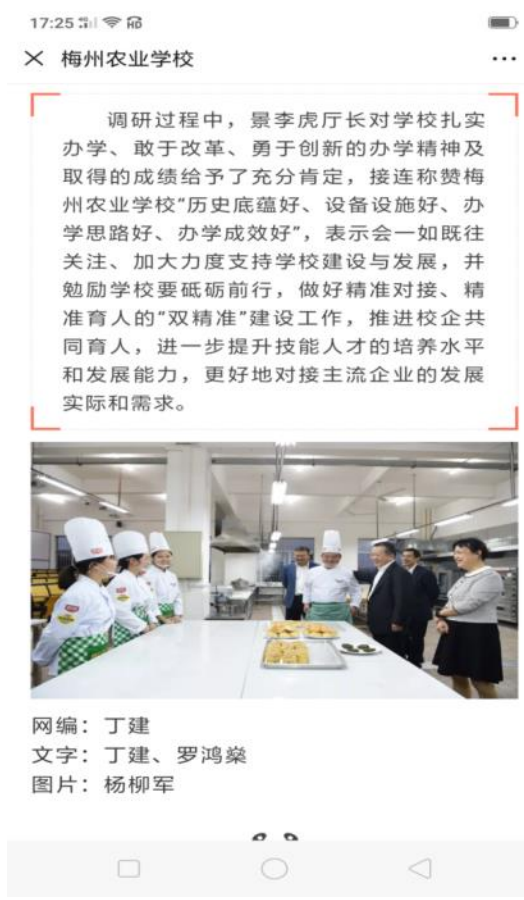 17:25
HD
梅州农业学校
调研过程中，景李虎厅长对学校扎实
办学、敢于改革、勇于创新的办学精神及
取得的成绩给予了充分肯定，接连称赞梅
州农业学校“历史底蕴好、设备设施好、办
学思路好、办学成效好”，表示会一如既往
关注、加大力度支持学校建设与发展，并
勉励学校要砥砺前行，做好精准对接、精
准育人的“双精准”建设工作，推进校企共
同育人，进一步提升技能人才的培养水平
和发展能力，更好地对接主流企业的发展
实际和需求。
网编：丁建
文字：丁建、罗鸿燊
图片：杨柳军